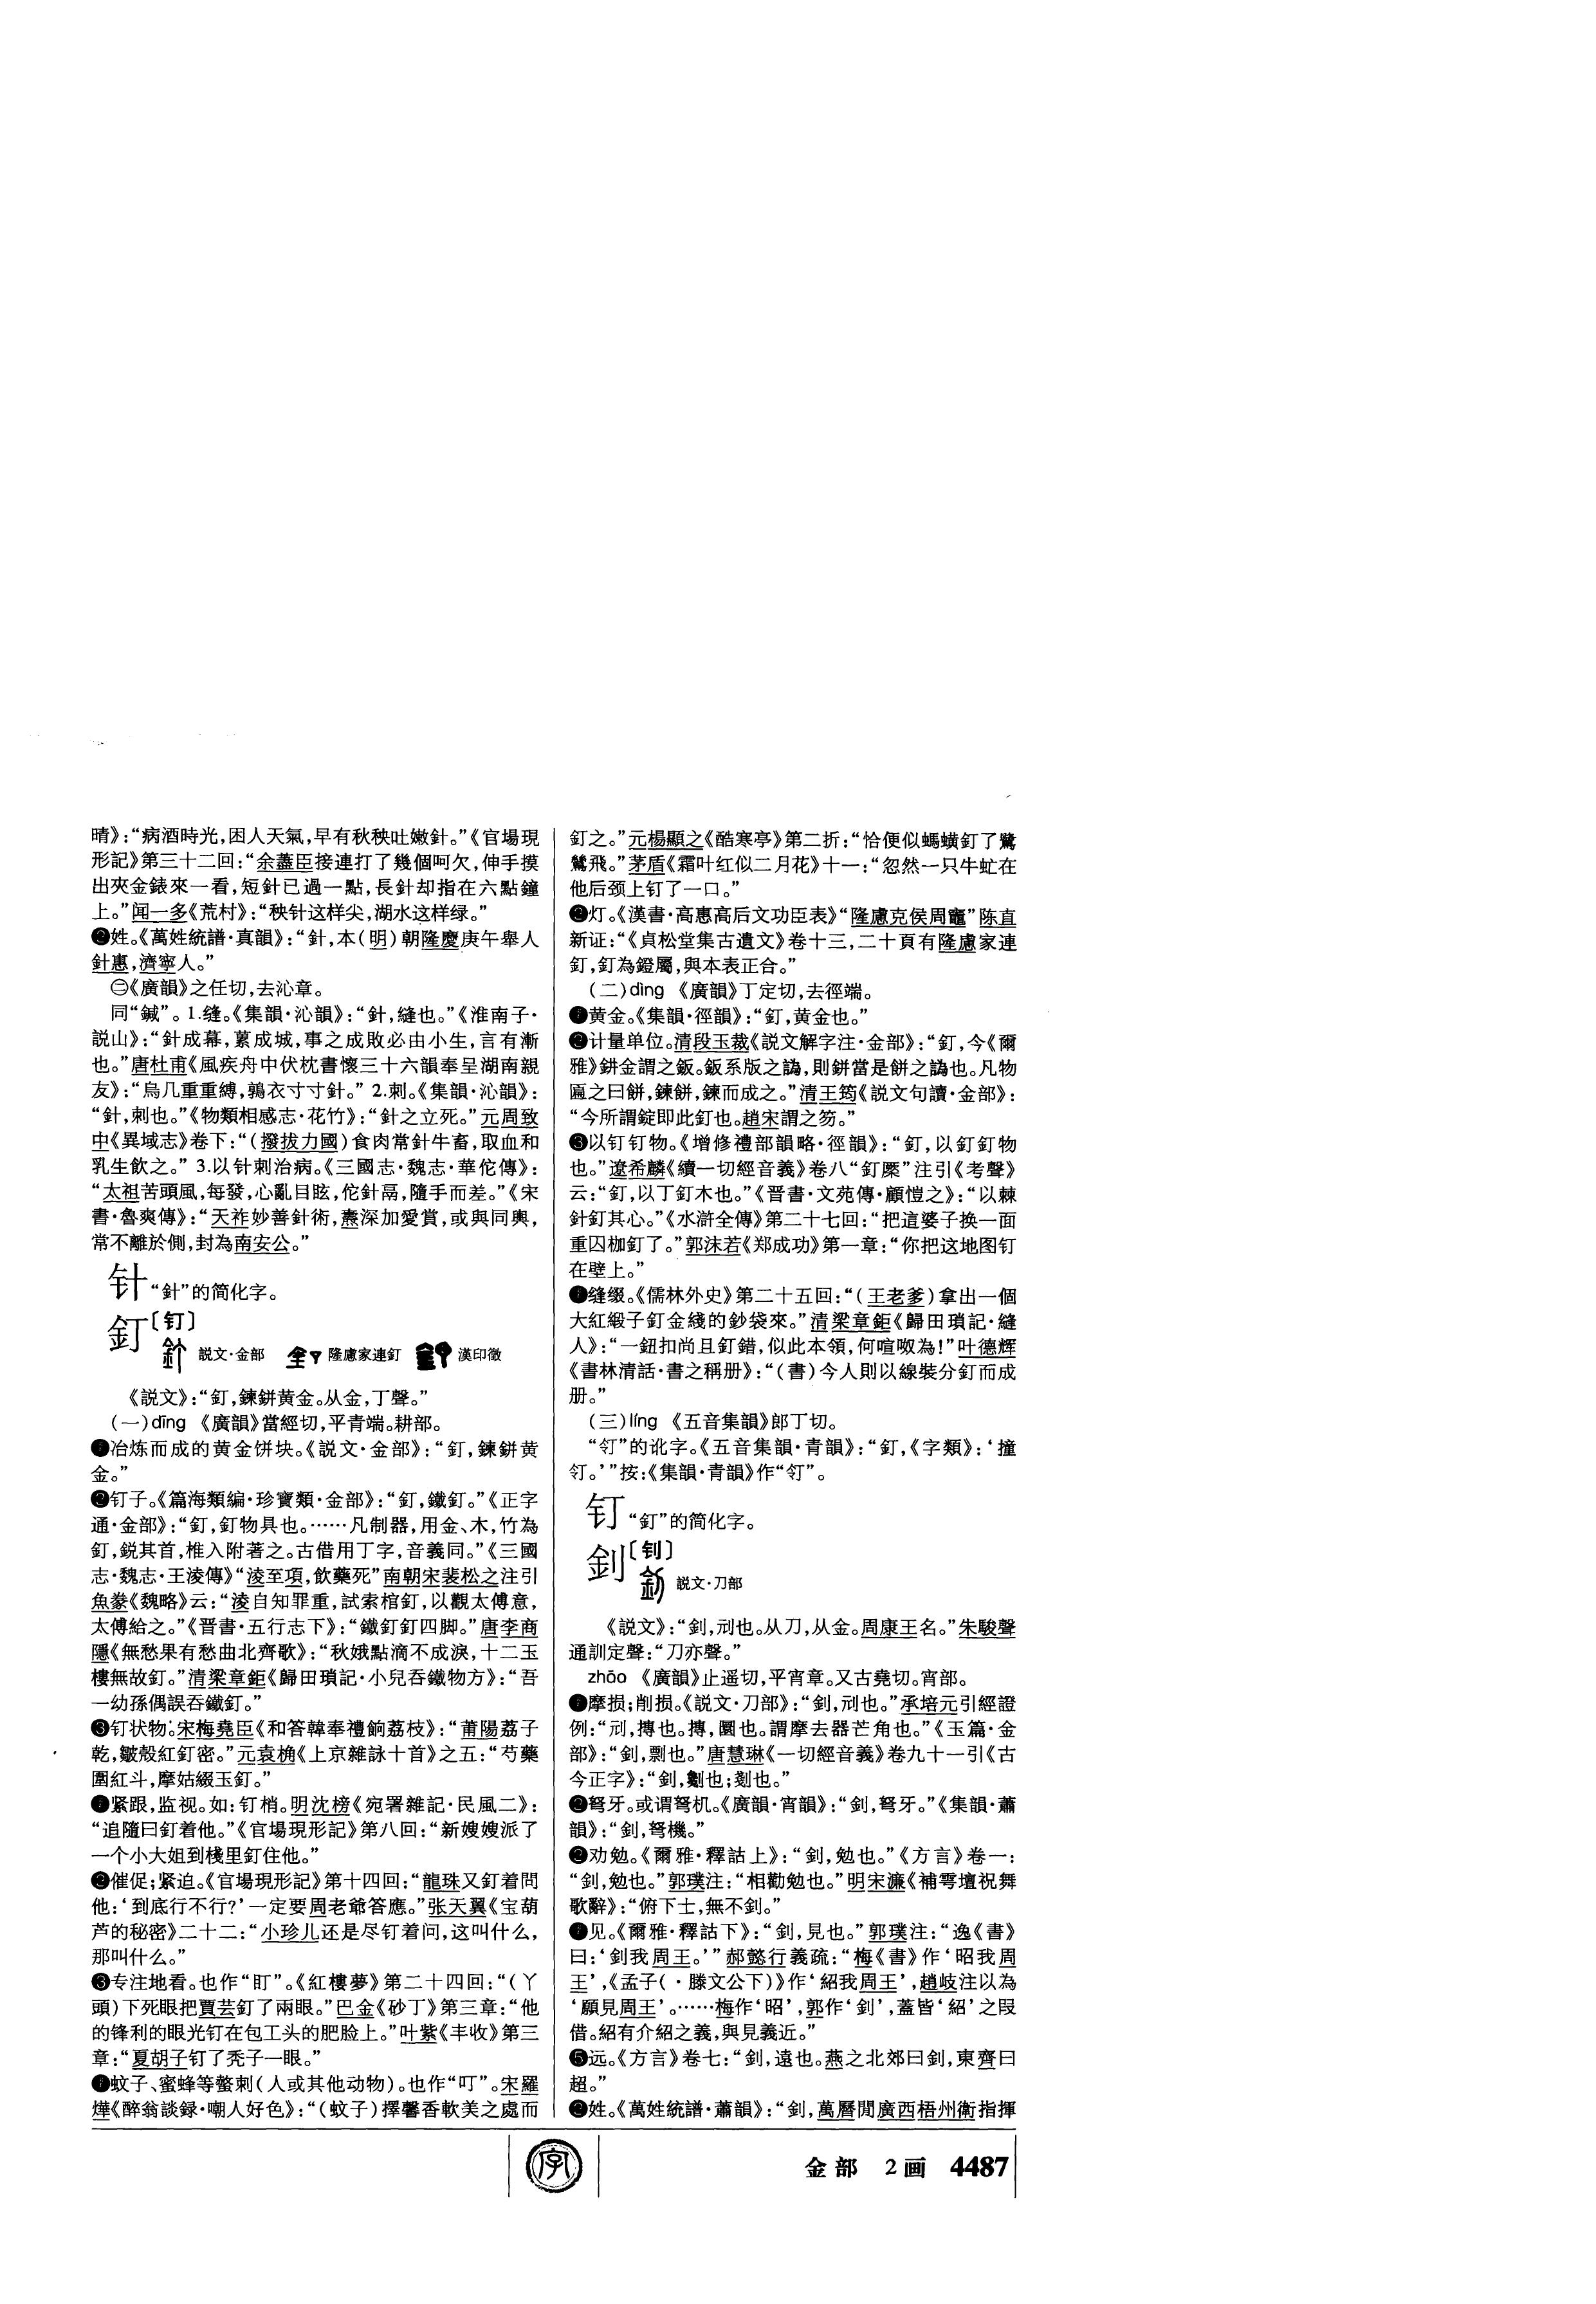 晴》:“病酒時光,困人天氣,早有秋秧吐嫩針。”《官場現
形記》第三十二回:“余藎臣接連打了幾個呵欠,伸手摸
出夾金錶來一看,短針已過一點,長針却指在六點鐘
上。”闻一多《荒村》:“秧针这样尖,湖水这样绿。”
❷姓。《萬姓統譜·真韻》:“針,本(明)朝隆慶庚午舉人
針惠,濟寧人。”
㊁《廣韻》之任切,去沁章。
同“鍼”。1.缝。《集韻·沁韻》:“針,縫也。”《淮南子·
説山》:“針成幕,蔂成城,事之成敗必由小生,言有漸
也。”唐杜甫《風疾舟中伏枕書懷三十六韻奉呈湖南親
友》:“烏几重重縛,鶉衣寸寸針。”2.刺。《集韻·沁韻》:
“針,刺也。”《物類相感志·花竹》:“針之立死。”元周致
中《異域志》卷下:“(撥拔力國)食肉常針牛畜,取血和
乳生飲之。”3.以针刺治病。《三國志·魏志·華佗傳》:
“太祖苦頭風,每發,心亂目眩,佗針鬲,隨手而差。”《宋
書·魯爽傳》:“天祚妙善針術,燾深加愛賞,或與同輿,
常不離於側,封為南安公。”
针 “針”的简化字。
釘〔钉〕
説文·金部 隆慮家連釘 漢印徵
《説文》:“釘,鍊鉼黄金。从金,丁聲。”
(一)dīng 《廣韻》當經切,平青端。耕部。
❶冶炼而成的黄金饼块。《説文·金部》:“釘,鍊鉼黄
金。”
❷钉子。《篇海類編·珍寶類·金部》:“釘,鐵釘。”《正字
通·金部》:“釘,釘物具也。……凡制器,用金、木,竹為
釘,鋭其首,椎入附著之。古借用丁字,音義同。”《三國
志·魏志·王淩傳》“淩至項,飲藥死”南朝宋裴松之注引
魚豢《魏略》云:“淩自知罪重,試索棺釘,以觀太傅意,
太傅給之。”《晋書·五行志下》:“鐵釘釘四脚。”唐李商
隱《無愁果有愁曲北齊歌》:“秋娥點滴不成淚,十二玉
樓無故釘。”清梁章鉅《歸田瑣記·小兒吞鐵物方》:“吾
一幼孫偶誤吞鐵釘。”
❸钉状物。宋梅堯臣《和答韓奉禮餉荔枝》:“莆陽荔子
乾,皺殼紅釘密。”元袁桷《上京雜詠十首》之五:“芍藥
圍紅斗,摩姑綴玉釘。”
❹紧跟,监视。如:钉梢。明沈榜《宛署雜記·民風二》:
“追隨曰釘着他。”《官場現形記》第八回:“新嫂嫂派了
一个小大姐到棧里釘住他。”
催促;紧迫。《官場現形記》第十四回:“龍珠又釘着問
他:‘到底行不行?’一定要周老爺答應。”张天翼《宝葫
芦的秘密》二十二:“小珍儿还是尽钉着问,这叫什么,
那叫什么。”
专注地看。也作“盯”。《紅樓夢》第二十四回:“(丫
頭)下死眼把賈芸釘了兩眼。”巴金《砂丁》第三章:“他
的锋利的眼光钉在包工头的肥脸上。”叶紫《丰收》第三
章:“夏胡子钉了秃子一眼。”
蚊子、蜜蜂等螫刺(人或其他动物)。也作“叮”。宋羅
燁《醉翁談録·嘲人好色》:“(蚊子)擇馨香軟美之處而
釘之。”元楊顯之《酷寒亭》第二折:“恰便似螞蟥釘了鷺
鷥飛。”茅盾《霜叶红似二月花》十一:“忽然一只牛虻在
他后颈上钉了一口。”
灯。《漢書·高惠高后文功臣表》“隆慮克侯周竈”陈直
新证:“《貞松堂集古遺文》卷十三,二十頁有隆慮家連
釘,釘為鐙屬,與本表正合。”
(二)dìng 《廣韻》丁定切,去徑端。
❶黄金。《集韻·徑韻》:“釘,黄金也。”
❷计量单位。清段玉裁《説文解字注·金部》:“釘,今《爾
雅》鉼金謂之鈑。鈑系版之譌,則鉼當是餅之譌也。凡物
匾之曰餅,鍊餅,鍊而成之。”清王筠《説文句讀·金部》:
“今所謂錠即此釘也。趙宋謂之笏。”
❸以钉钉物。《增修禮部韻略·徑韻》:“釘,以釘釘物
也。”遼希麟《續一切經音義》卷八“釘橜”注引《考聲》
云:“釘,以丁釘木也。”《晋書·文苑傳·顧愷之》:“以棘
針釘其心。”《水滸全傳》第二十七回:“把這婆子换一面
重囚枷釘了。”郭沫若《郑成功》第一章:“你把这地图钉
在壁上。”
❹缝缀。《儒林外史》第二十五回:“(王老爹)拿出一個
大紅緞子釘金綫的鈔袋來。”清梁章鉅《歸田瑣記·縫
人》:“一鈕扣尚且釘錯,似此本領,何喧呶為!”叶德辉
《書林清話·書之稱册》:“(書)今人則以線裝分釘而成
册。”
(三)líng 《五音集韻》郎丁切。
“䤲”的讹字。《五音集韻·青韻》:“釘,《字類》:‘撞
釘。’”按:《集韻·青韻》作
钉 “釘”的简化字。
釗〔钊〕
説文·刀部
《説文》:“釗,刓也。从刀,从金。周康王名。”朱駿聲
通訓定聲:“刀亦聲。”
zhāo 《廣韻》止遥切,平宵章。又古堯切。宵部。
❶摩损;削损。《説文·刀部》:“釗,刓也。”承培元引經證
例:“刓,摶也。摶,圜也。謂摩去器芒角也。”《玉篇·金
部》:“釗,剽也。”唐慧琳《一切經音義》卷九十一引《古
今正字》:“釗,劖也;剗也。”
❷弩牙。或谓弩机。《廣韻·宵韻》:“釗,弩牙。”《集韻·蕭
韻》:“釗,弩機。”
劝勉。《爾雅·釋詁上》:“釗,勉也。”《方言》卷一:
“釗,勉也。”郭璞注:“相勸勉也。”明宋濂《補雩壇祝舞
歌辭》:“俯下士,無不釗。”
见。《爾雅·釋詁下》:“釗,見也。”郭璞注:“逸《書》
曰:‘釗我周王。’”郝懿行義疏:“梅《書》作‘昭我周
王’,《孟子(·滕文公下)》作‘紹我周王’,趙岐注以為
‘願見周王’。……梅作‘昭’,郭作‘釗’,蓋皆‘紹’之叚
借。紹有介紹之義,與見義近。”
❺远。《方言》卷七:“釗,遠也。燕之北郊曰釗,東齊曰
超。”
姓。《萬姓統譜·蕭韻》:“釗,萬曆閒廣西梧州衛指揮
字
金部 2画 4487